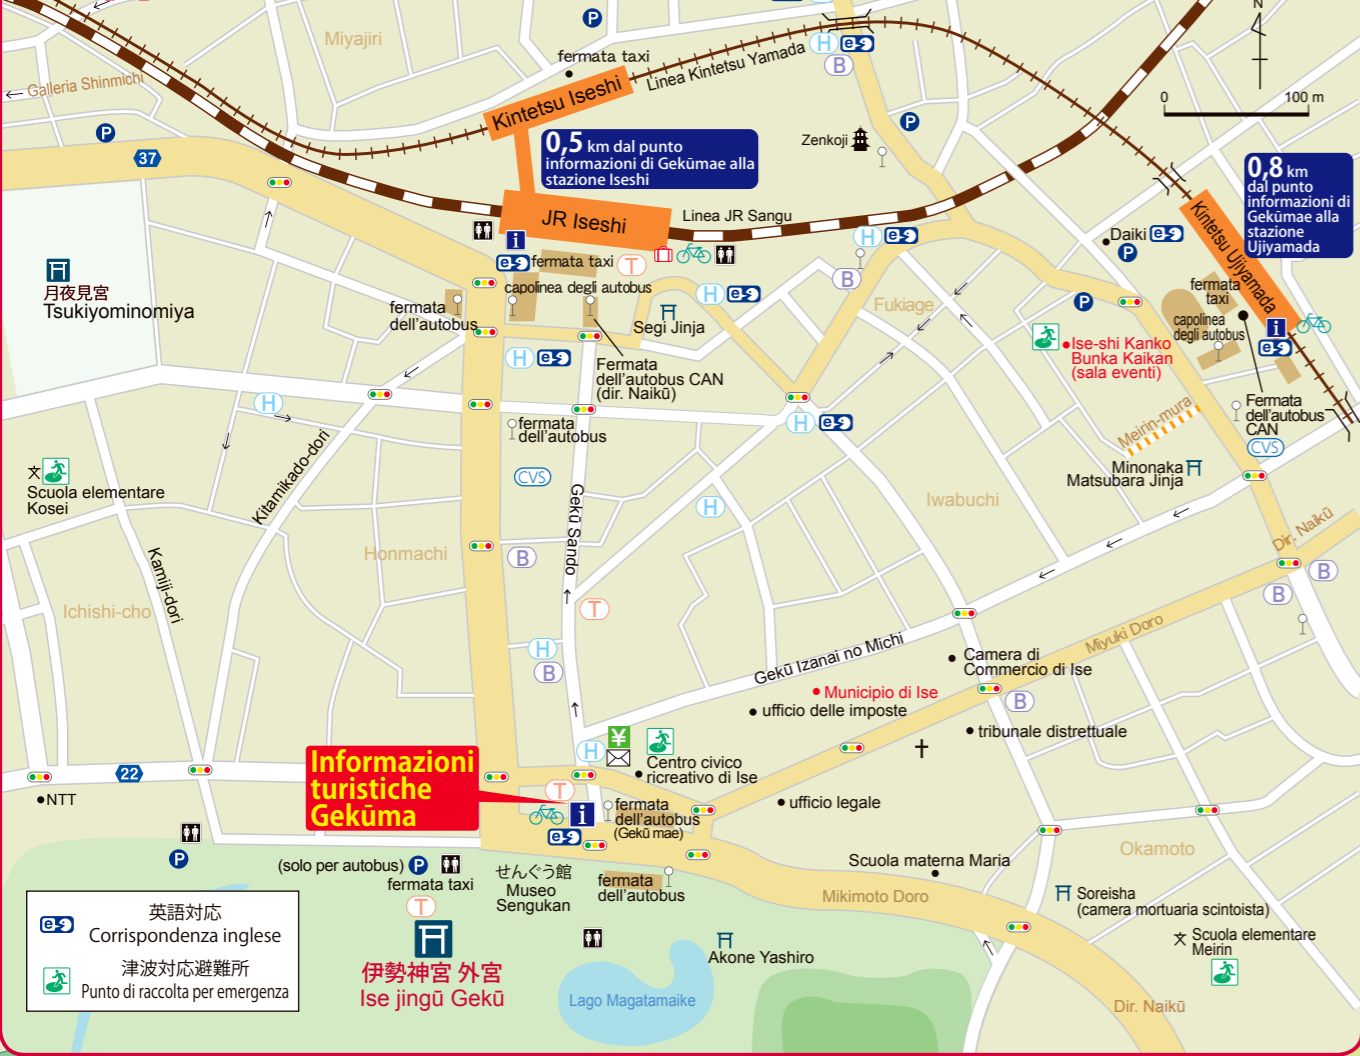 P
Miyajiri
fermata taxi
H
B
N
0
100 m
Galleria Shinmichi
Kintetsu Iseshi
Linea Kintetsu Yamada
P
37
0,5 km dal punto
informazioni di Gekūmae alla
stazione Iseshi
Zenkoji
P
0,8 km
dal punto
informazioni di
Gekūmae alla
stazione
Ujiyamada
JR Iseshi
Linea JR Sangu
i
H
Daiki
P
Kintetsu Ujiyamada
月夜見宮
Tsukiyominomiya
fermata taxi
T
capolinea degli autobus
fermata
dell'autobus
H
B
Segi Jinja
Fukiage
P
fermata
taxi
capolinea
degli autobus
i
Ise-shi Kanko
Bunka Kaikan
(sala eventi)
H
Fermata
dell'autobus CAN
(dir. Naikū)
H
fermata
dell'autobus
H
Meirin-mura
Fermata
dell'autobus
CAN
CVS
文
Scuola elementare
Kosei
Kitamikado-dori
CVS
Gekū Sando
H
Iwabuchi
Minonaka
Matsubara Jinja
Honmachi
B
Dir. Naikū
B
B
Ichishi-cho
Kamiji-dori
T
H
B
Gekū Izanai no Michi
Miyuki Doro
Camera di
Commercio di Ise
Municipio di Ise
ufficio delle imposte
B
tribunale distrettuale
22
NTT
Informazioni
turistiche
Gekūma
H
¥
Centro civico
ricreativo di Ise
T
i
fermata
dell'autobus
(Gekū mae)
ufficio legale
P
(solo per autobus)
P
fermata taxi
T
せんぐう館
Museo
Sengukan
fermata
dell'autobus
Scuola materna Maria
Mikimoto Doro
Okamoto
Soreisha
(camera mortuaria scintoista)
文
Scuola elementare
Meirin
伊勢神宮 外宮
Ise jingū Gekū
Akone Yashiro
Lago Magatamaike
Dir. Naikū
英語対応
Corrispondenza inglese
津波対応避難所
Punto di raccolta per emergenza